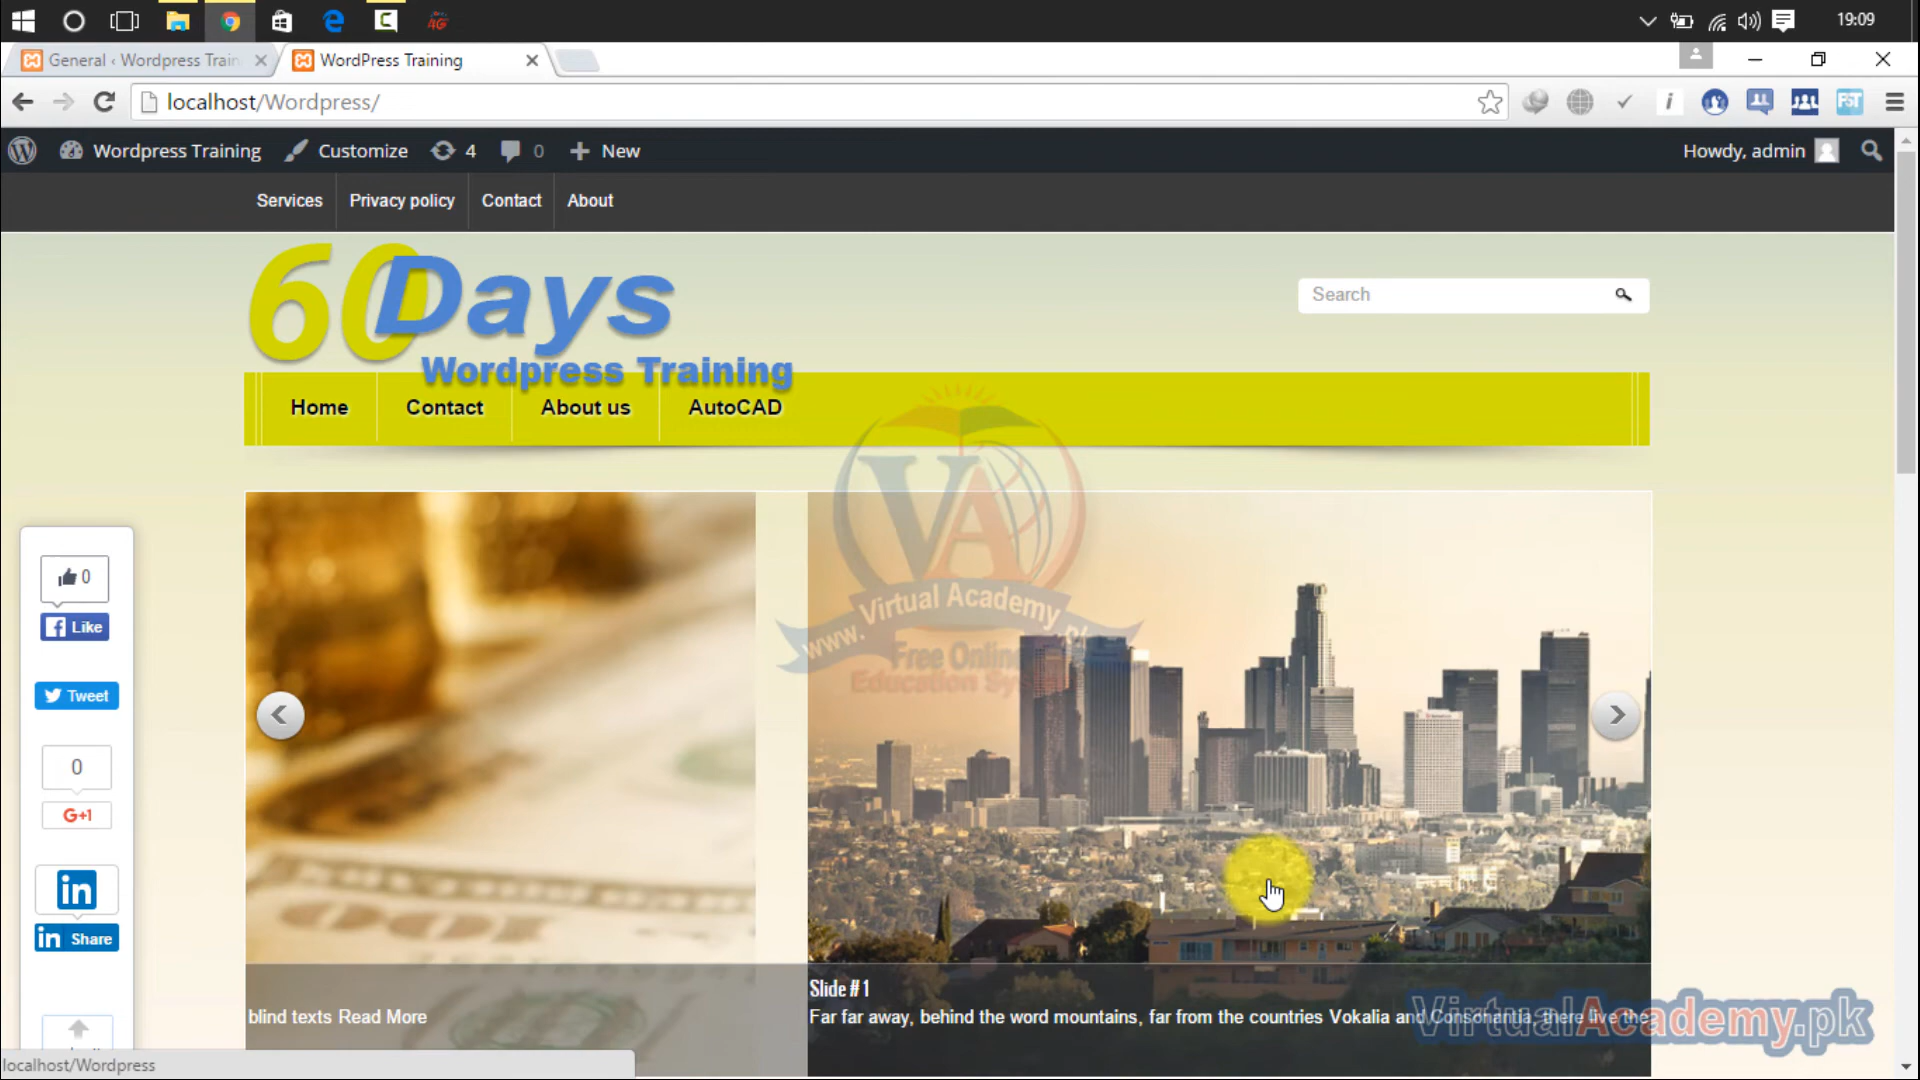 19:09
General ‹ Wordpress Train
WordPress Training
localhost/Wordpress/
Wordpress Training
Customize
4
0
New
Howdy, admin
Services
Privacy policy
Contact
About
60 Days
Wordpress Training
Search
Home
Contact
About us
AutoCAD
VA
www.Virtual Academy.pk
Free Online
Education Sy
0
Like
Tweet
0
G+1
in
in Share
blind texts Read More
Slide #1
Far far away, behind the word mountains, far from the countries Vokalia and Consonantia, there live the
VirtualAcademy.pk
localhost/Wordpress